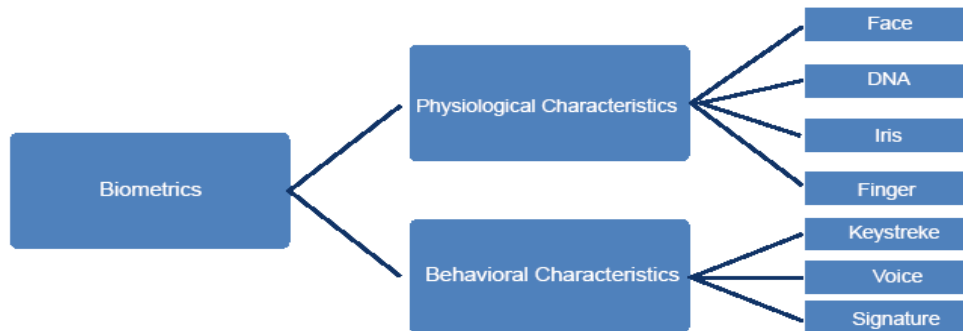 Biometrics
Physiological Characteristics
Face
DNA
Iris
Finger
Behavioral Characteristics
Keystreke
Voice
Signature